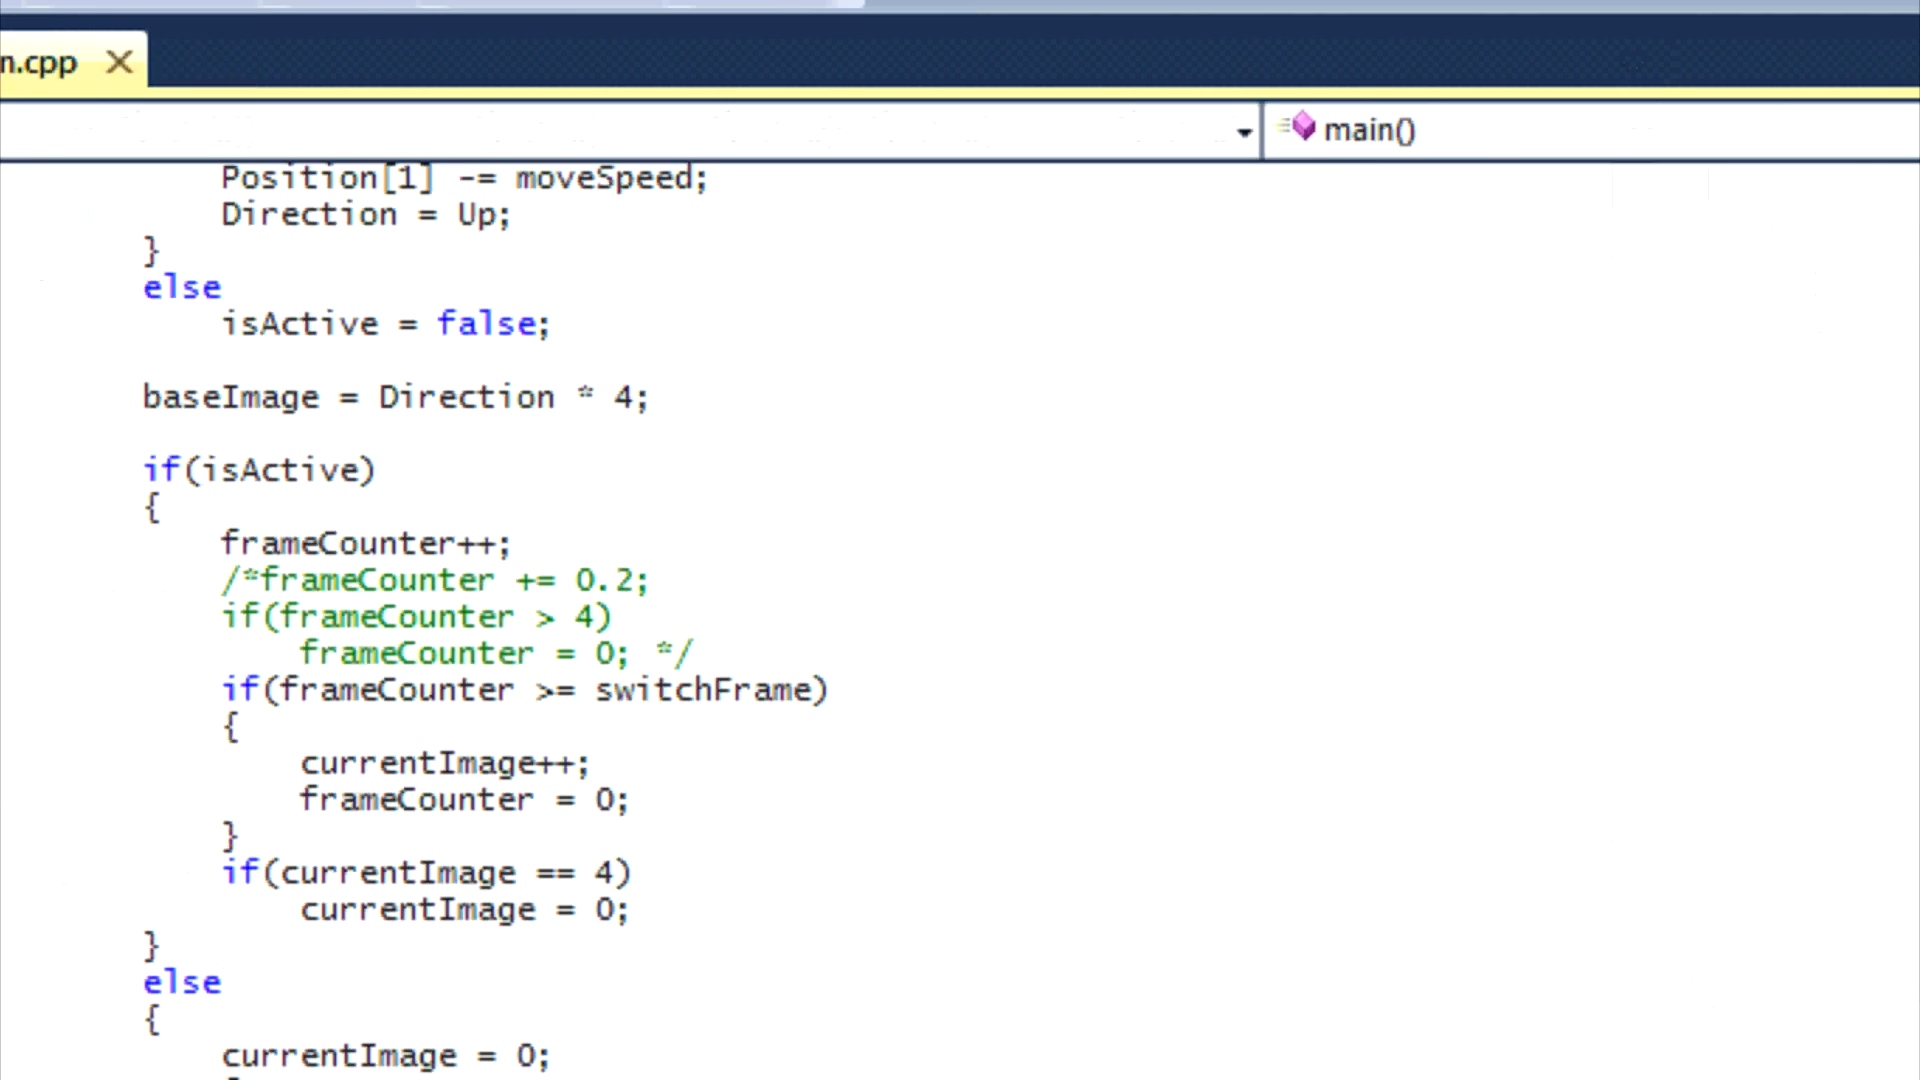 n.cpp
main()
Position[1] -= moveSpeed;
Direction = Up;
}
else
isActive = false;
baseImage = Direction * 4;
if(isActive)
{
frameCounter++;
/*frameCounter += 0.2;
if(frameCounter > 4)
frameCounter = 0; */
if(frameCounter >= switchFrame)
{
currentImage++;
frameCounter = 0;
}
if(currentImage == 4)
currentImage = 0;
}
else
{
currentImage = 0;